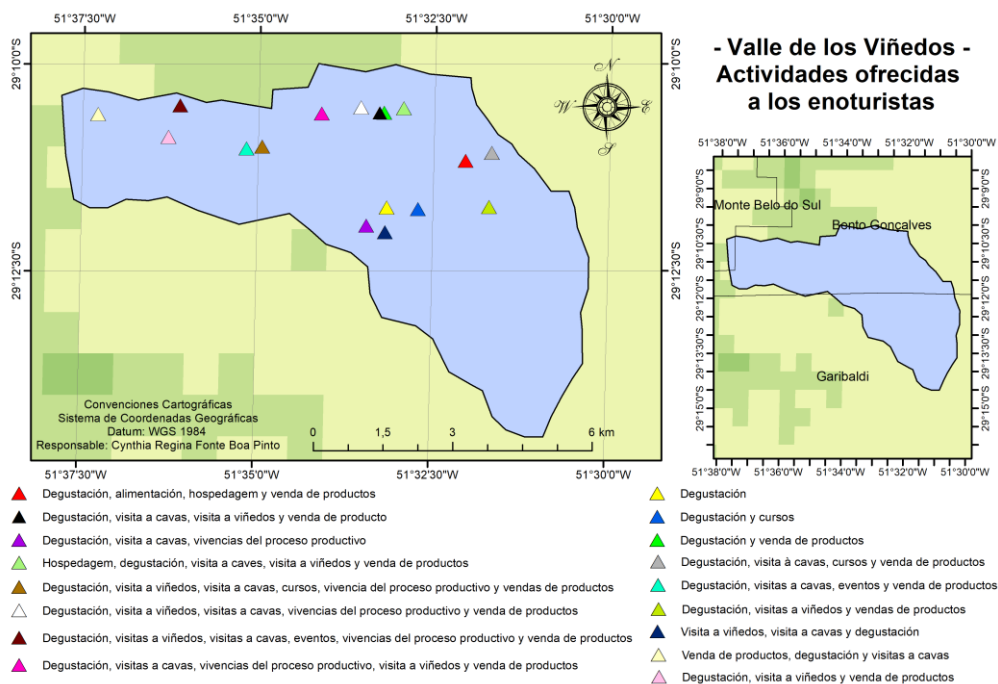 51°37'30"W 51°35'0"W 51°32'30"W 51°30'0"W
29°10'0"S
29°10'0"S
29°12'30"S
29°12'30"S
- Valle de los Viñedos -
Actividades ofrecidas
a los enoturistas
N
W E
S
51°38'0"W 51°36'0"W 51°34'0"W 51°32'0"W 51°30'0"W
29°9'0"S
29°9'0"S
Monte Belo do Sul
Bento Gonçalves
29°10'30"S
29°10'30"S
29°12'0"S
29°12'0"S
29°13'30"S
29°13'30"S
Garibaldi
29°15'0"S
29°15'0"S
51°38'0"W 51°36'0"W 51°34'0"W 51°32'0"W 51°30'0"W
Convenciones Cartográficas
Sistema de Coordenadas Geográficas
Datum: WGS 1984
Responsable: Cynthia Regina Fonte Boa Pinto
0 1,5 3 6 km
51°37'30"W 51°35'0"W 51°32'30"W 51°30'0"W
Degustación, alimentación, hospedagem y venda de productos
Degustación, visita a cavas, visita a viñedos y venda de producto
Degustación, visita a cavas, vivencias del proceso productivo
Hospedagem, degustación, visita a caves, visita a viñedos y venda de productos
Degustación, visita a viñedos, visita a cavas, cursos, vivencia del proceso productivo y vendas de productos
Degustación, visita a viñedos, visitas a cavas, vivencias del proceso productivo y venda de productos
Degustación, visitas a viñedos, visitas a cavas, eventos, vivencias del proceso productivo y venda de productos
Degustación, visitas a cavas, vivencias del proceso productivo, visita a viñedos y venda de productos
Degustación
Degustación y cursos
Degustación y venda de productos
Degustación, visita à cavas, cursos y venda de productos
Degustación, visitas a cavas, eventos y venda de productos
Degustación, visitas a viñedos y vendas de productos
Visita a viñedos, visita a cavas y degustación
Venda de productos, degustación y visitas a cavas
Degustación, visita a viñedos y venda de productos